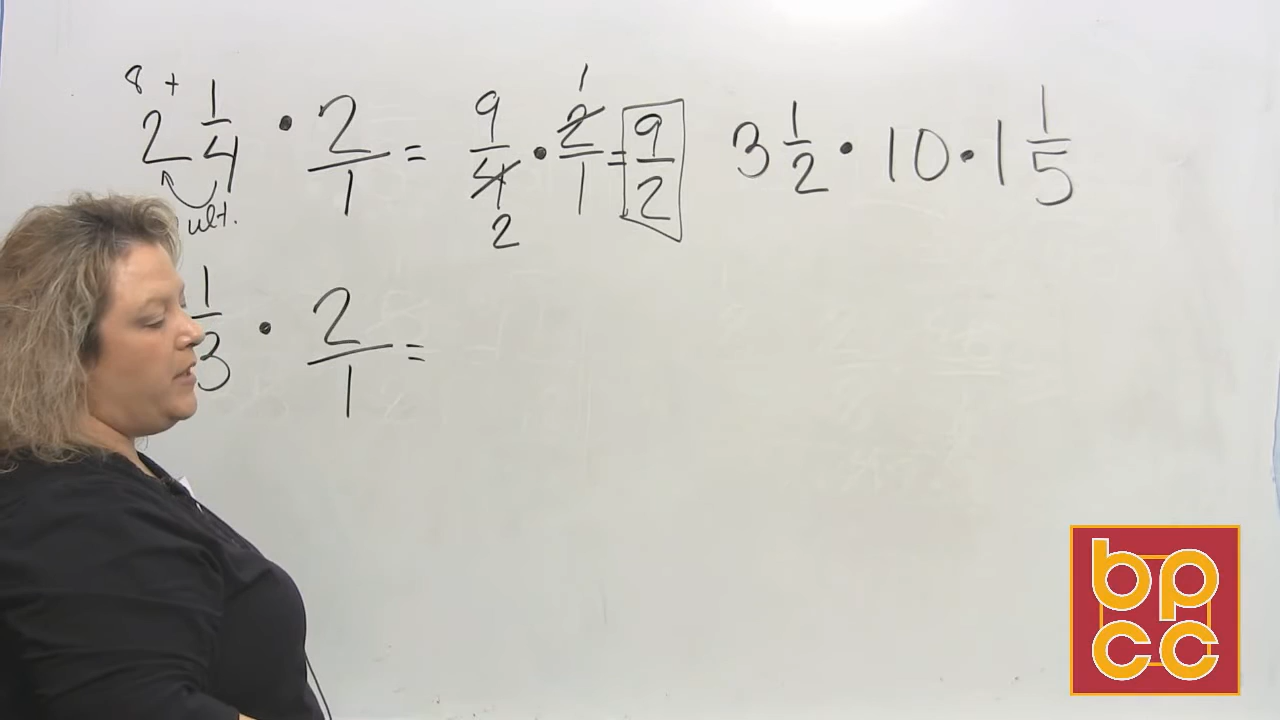 8 +
2 1/4 · 2/1 = 9/4 · 2/1 = 9/2
2 1
ult.
1/3 · 2/1 =
3 1/2 · 10 · 1 1/5
bp
cc